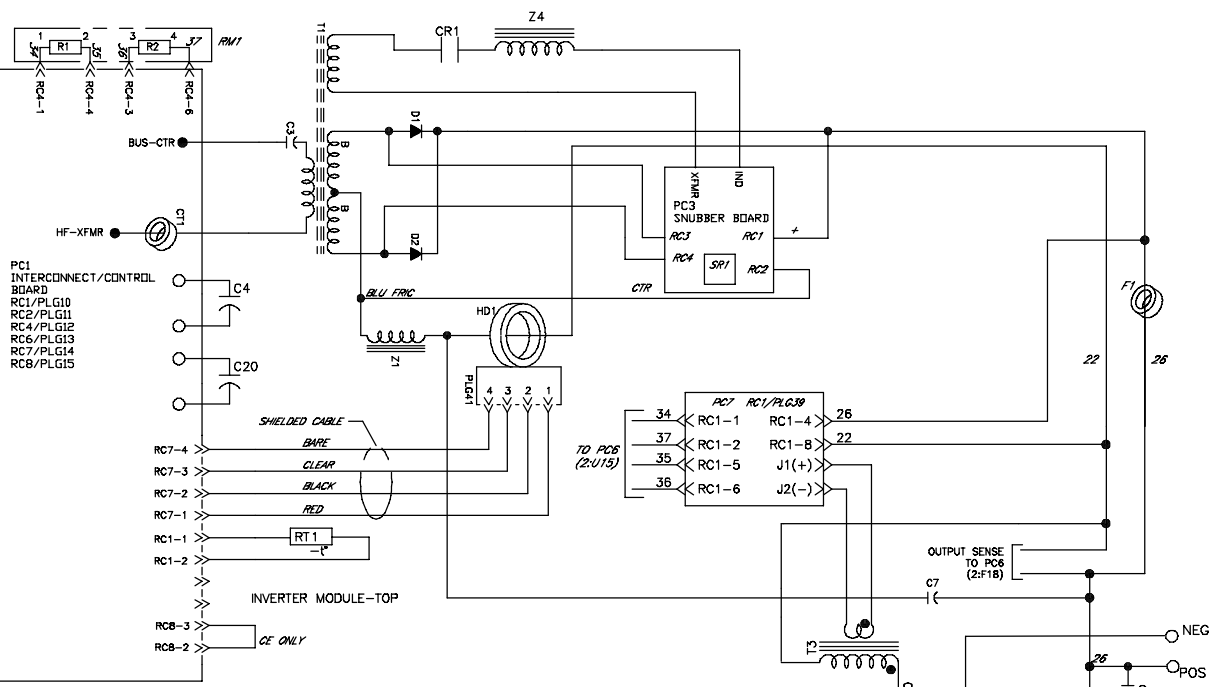 1 2 3 4
34 R1 35 36 R2 37 RM1
RC4-1 RC4-4 RC4-3 RC4-6
T1
CR1
Z4
BUS-CTR
C3
D1
B
B
XFMR IND
PC3
SNUBBER BOARD
RC3 RC1 +
RC4 SR1 RC2
HF-XFMR
CT1
D2
PC1
INTERCONNECT/CONTROL
BOARD
RC1/PLG10
RC2/PLG11
RC4/PLG12
RC6/PLG13
RC7/PLG14
RC8/PLG15
C4
C20
BLU FRIC
CTR
HD1
Z1
F1
22 26
PLG41
4 3 2 1
SHIELDED CABLE
RC7-4 BARE
RC7-3 CLEAR
RC7-2 BLACK
RC7-1 RED
RC1-1 RT1
-t°
RC1-2
PC7 RC1/PLG39
34 RC1-1 RC1-4 26
37 RC1-2 RC1-8 22
35 RC1-5 J1(+)
36 RC1-6 J2(-)
TO PC6
(2:U15)
OUTPUT SENSE
TO PC6
(2:F18)
C7
INVERTER MODULE-TOP
RC8-3
RC8-2
CE ONLY
T3
NEG
26
POS